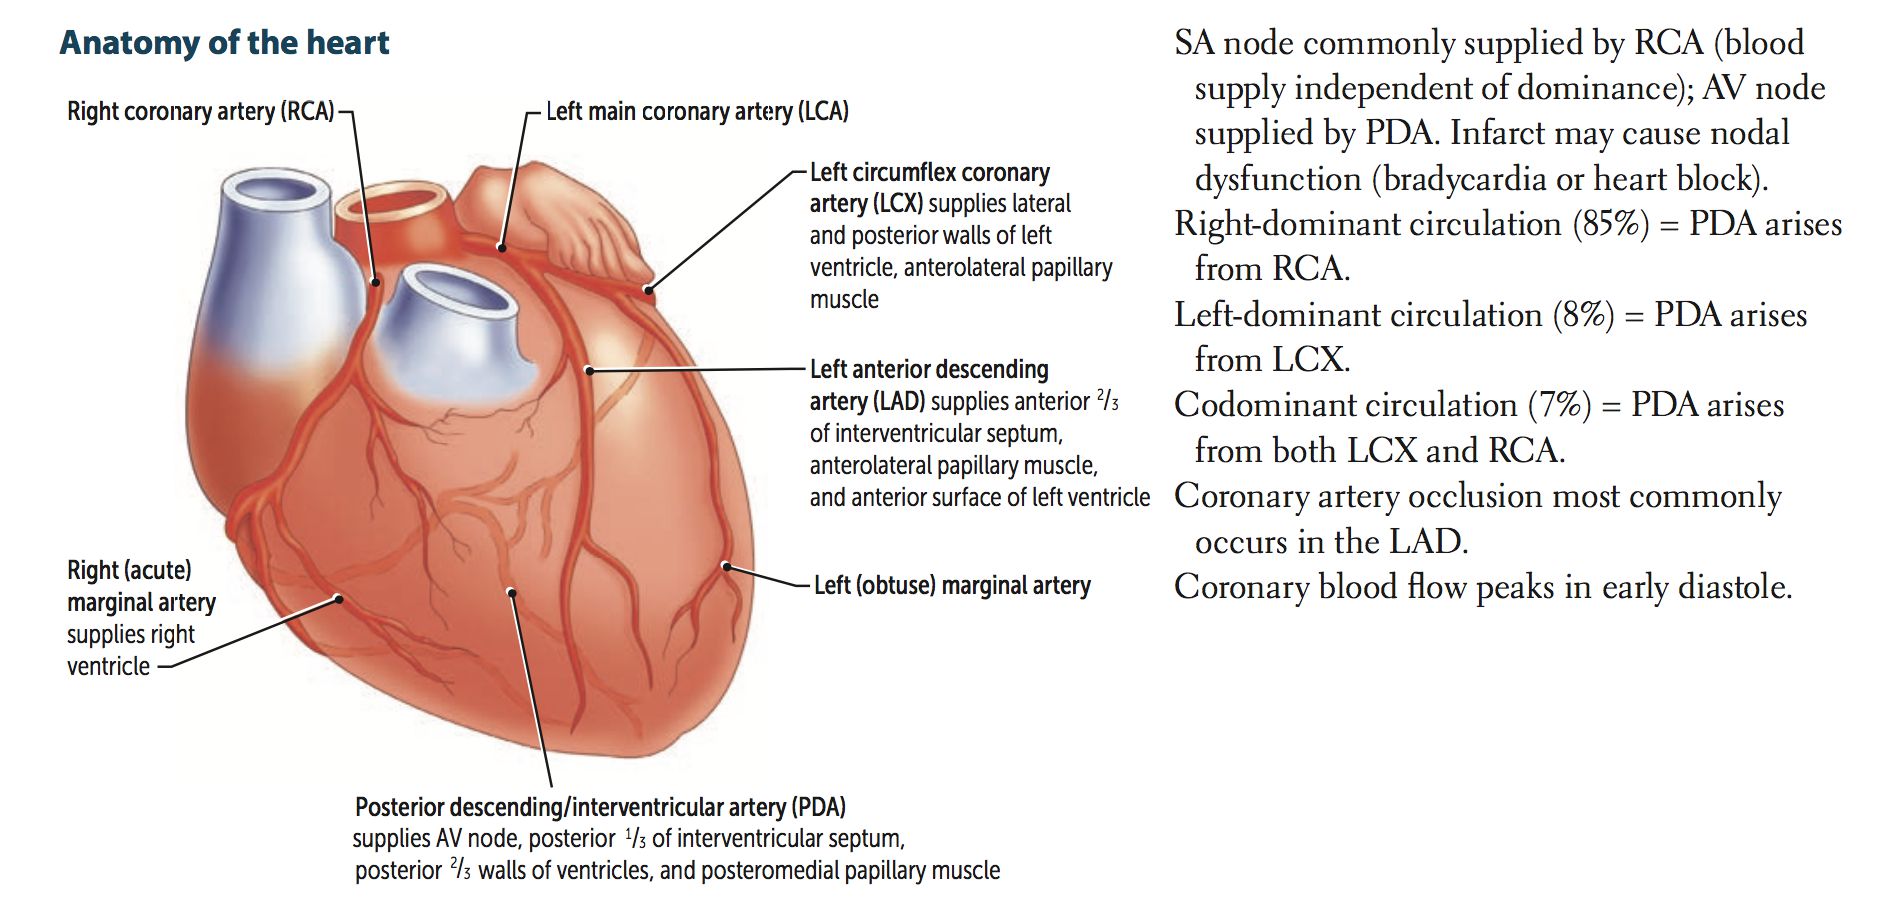 Anatomy of the heart
Right coronary artery (RCA)
Left main coronary artery (LCA)
Left circumflex coronary
artery (LCX) supplies lateral
and posterior walls of left
ventricle, anterolateral papillary
muscle
Left anterior descending
artery (LAD) supplies anterior 2/3
of interventricular septum,
anterolateral papillary muscle,
and anterior surface of left ventricle
Left (obtuse) marginal artery
Right (acute)
marginal artery
supplies right
ventricle
Posterior descending/interventricular artery (PDA)
supplies AV node, posterior 1/3 of interventricular septum,
posterior 2/3 walls of ventricles, and posteromedial papillary muscle
SA node commonly supplied by RCA (blood
supply independent of dominance); AV node
supplied by PDA. Infarct may cause nodal
dysfunction (bradycardia or heart block).
Right-dominant circulation (85%) = PDA arises
from RCA.
Left-dominant circulation (8%) = PDA arises
from LCX.
Codominant circulation (7%) = PDA arises
from both LCX and RCA.
Coronary artery occlusion most commonly
occurs in the LAD.
Coronary blood flow peaks in early diastole.